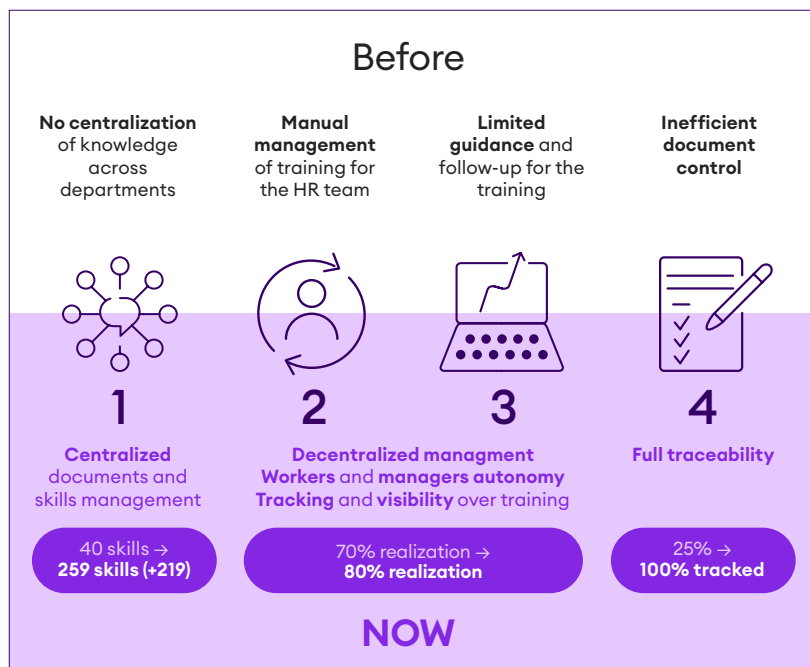 Before
No centralization
of knowledge
across
departments
Manual
management
of training for
the HR team
Limited
guidance and
follow-up for the
training
Inefficient
document
control
1
2
3
4
Centralized
documents and
skills management
Decentralized managment
Workers and managers autonomy
Tracking and visibility over training
Full traceability
40 skills →
259 skills (+219)
70% realization →
80% realization
25% →
100% tracked
NOW